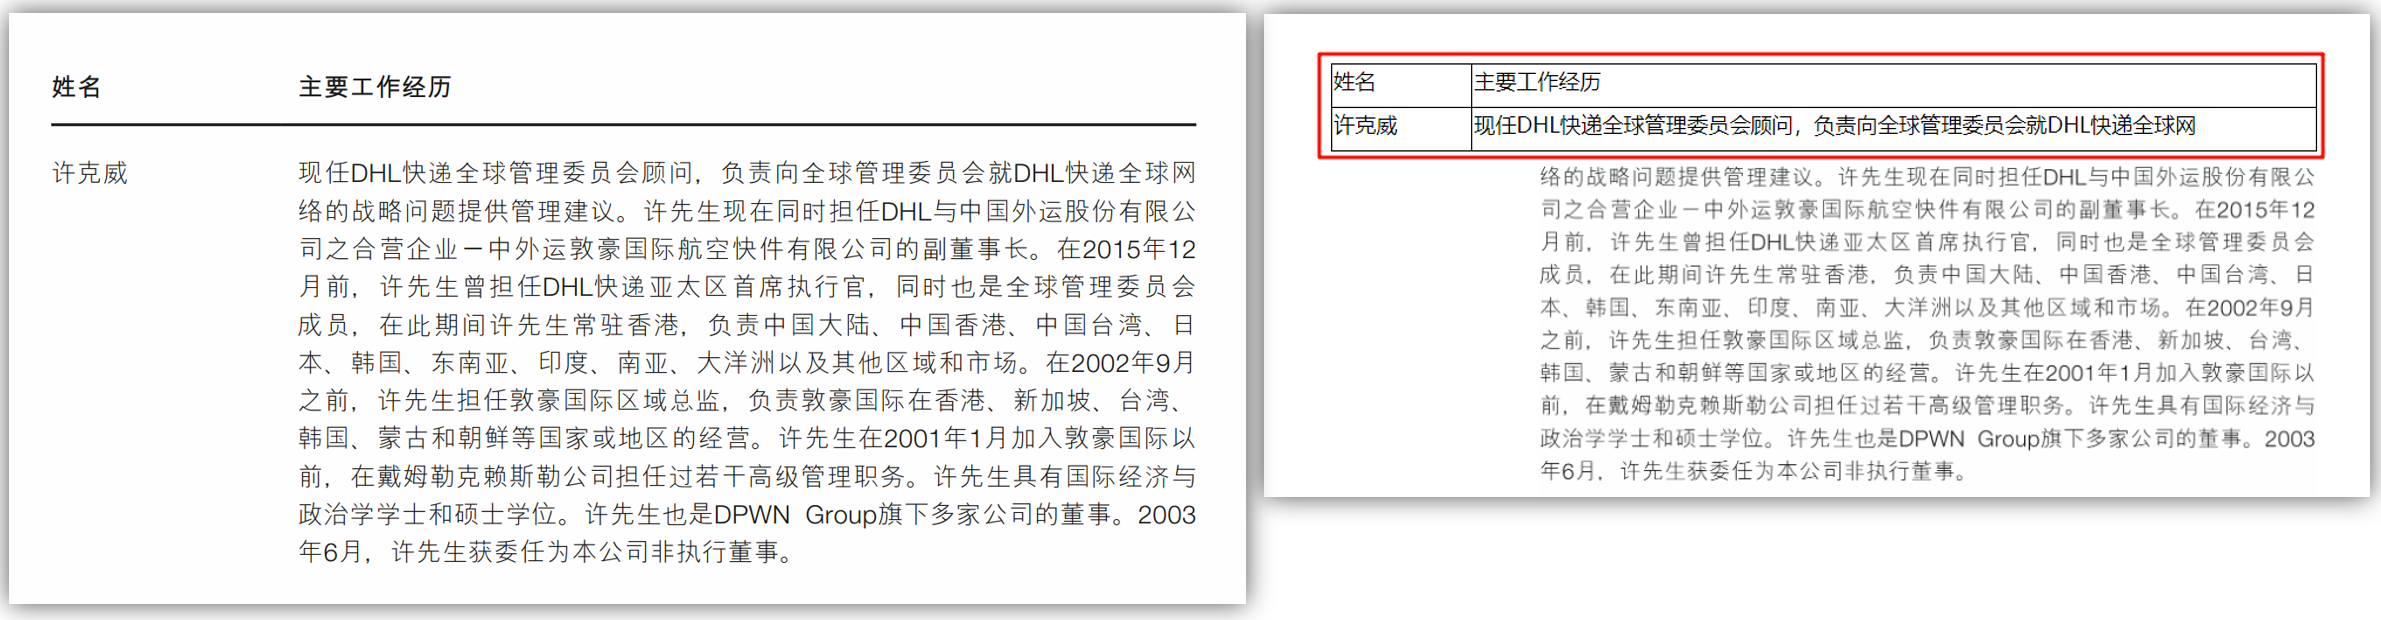 姓名 主要工作经历
许克威 现任DHL快递全球管理委员会顾问，负责向全球管理委员会就DHL快递全球网
络的战略问题提供管理建议。许先生现在同时担任DHL与中国外运股份有限公
司之合营企业－中外运敦豪国际航空快件有限公司的副董事长。在2015年12
月前，许先生曾担任DHL快递亚太区首席执行官，同时也是全球管理委员会
成员，在此期间许先生常驻香港，负责中国大陆、中国香港、中国台湾、日
本、韩国、东南亚、印度、南亚、大洋洲以及其他区域和市场。在2002年9月
之前，许先生担任敦豪国际区域总监，负责敦豪国际在香港、新加坡、台湾、
韩国、蒙古和朝鲜等国家或地区的经营。许先生在2001年1月加入敦豪国际以
前，在戴姆勒克赖斯勒公司担任过若干高级管理职务。许先生具有国际经济与
政治学学士和硕士学位。许先生也是DPWN Group旗下多家公司的董事。2003
年6月，许先生获委任为本公司非执行董事。
姓名 主要工作经历
许克威 现任DHL快递全球管理委员会顾问，负责向全球管理委员会就DHL快递全球网
络的战略问题提供管理建议。许先生现在同时担任DHL与中国外运股份有限公
司之合营企业－中外运敦豪国际航空快件有限公司的副董事长。在2015年12
月前，许先生曾担任DHL快递亚太区首席执行官，同时也是全球管理委员会
成员，在此期间许先生常驻香港，负责中国大陆、中国香港、中国台湾、日
本、韩国、东南亚、印度、南亚、大洋洲以及其他区域和市场。在2002年9月
之前，许先生担任敦豪国际区域总监，负责敦豪国际在香港、新加坡、台湾、
韩国、蒙古和朝鲜等国家或地区的经营。许先生在2001年1月加入敦豪国际以
前，在戴姆勒克赖斯勒公司担任过若干高级管理职务。许先生具有国际经济与
政治学学士和硕士学位。许先生也是DPWN Group旗下多家公司的董事。2003
年6月，许先生获委任为本公司非执行董事。